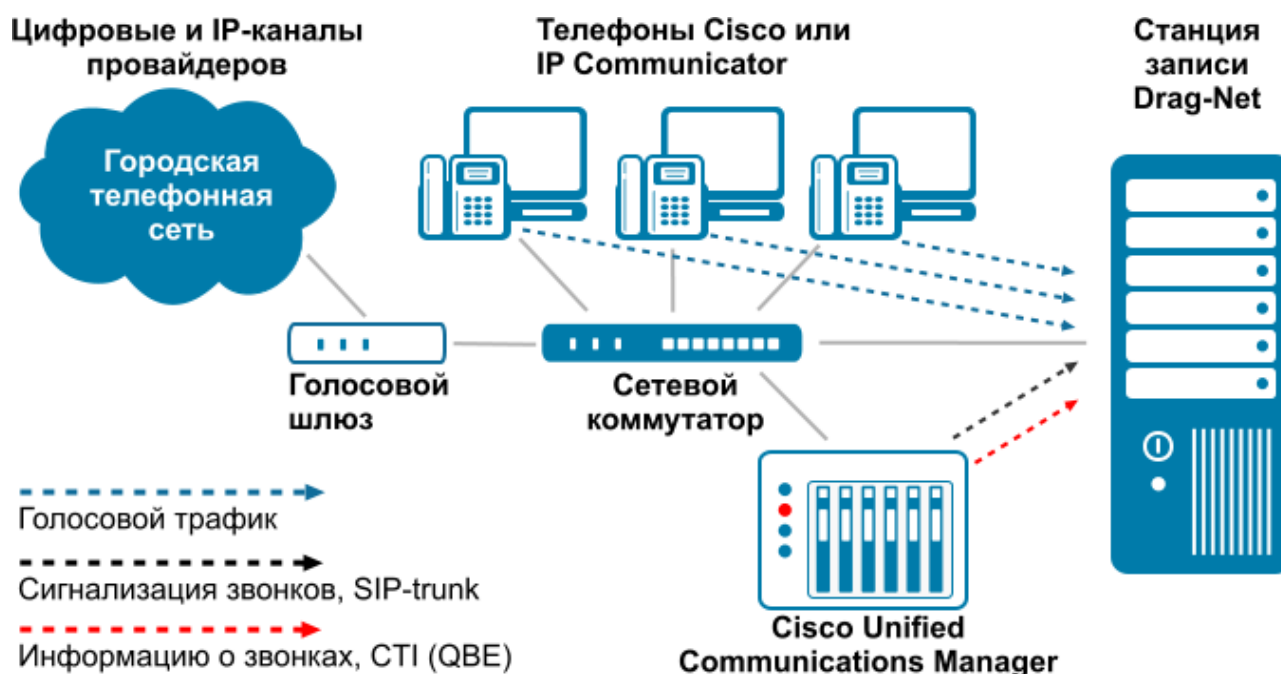 Цифровые и IP-каналы
провайдеров
Телефоны Cisco или
IP Communicator
Станция
записи
Drag-Net
Городская
телефонная
сеть
Голосовой
шлюз
Сетевой
коммутатор
Cisco Unified
Communications Manager
Голосовой трафик
Сигнализация звонков, SIP-trunk
Информацию о звонках, CTI (QBE)